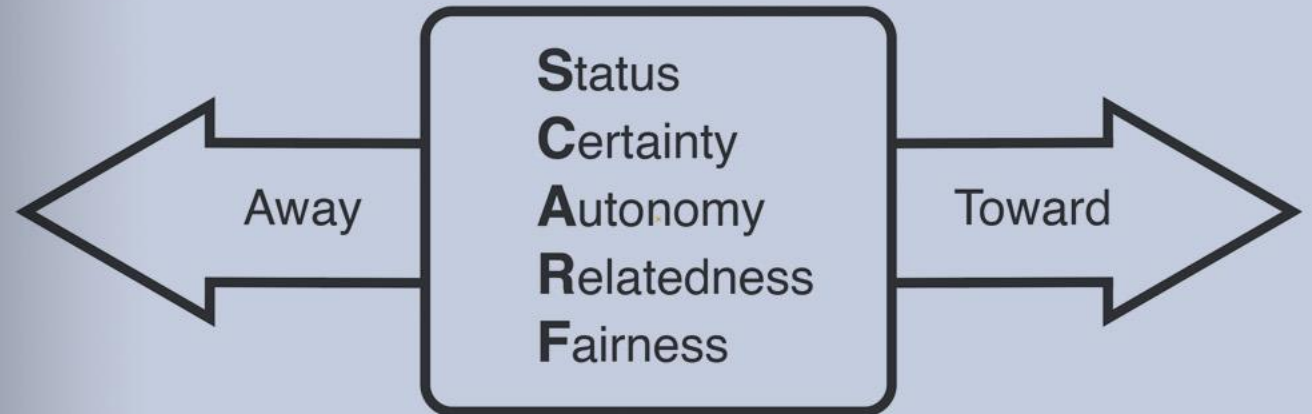 Status
Certainty
Away
Autonomy
Toward
Relatedness
Fairness